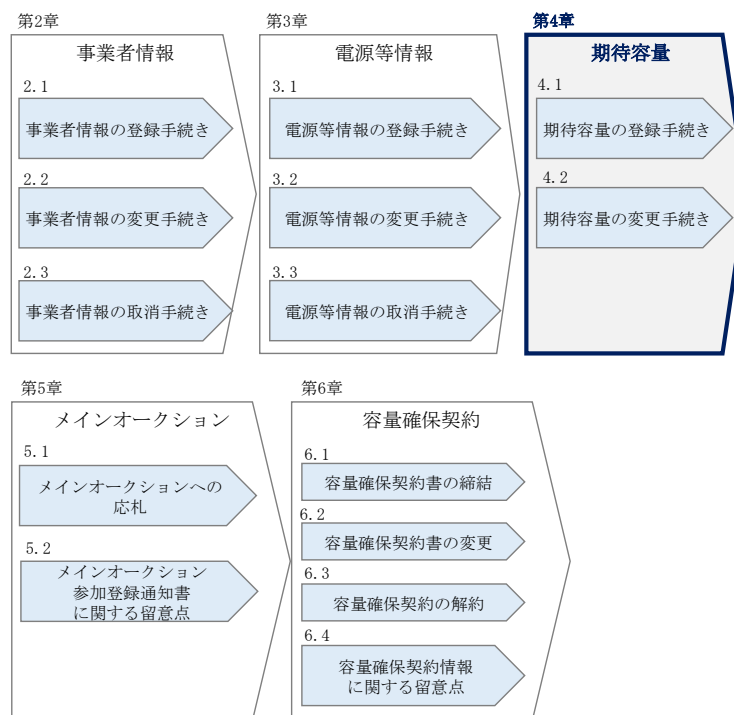 第2章
事業者情報
2.1
事業者情報の登録手続き
2.2
事業者情報の変更手続き
2.3
事業者情報の取消手続き
第3章
電源等情報
3.1
電源等情報の登録手続き
3.2
電源等情報の変更手続き
3.3
電源等情報の取消手続き
第4章
期待容量
4.1
期待容量の登録手続き
4.2
期待容量の変更手続き
第5章
メインオークション
5.1
メインオークションへの
応札
5.2
メインオークション
参加登録通知書
に関する留意点
第6章
容量確保契約
6.1
容量確保契約書の締結
6.2
容量確保契約書の変更
6.3
容量確保契約の解約
6.4
容量確保契約情報
に関する留意点